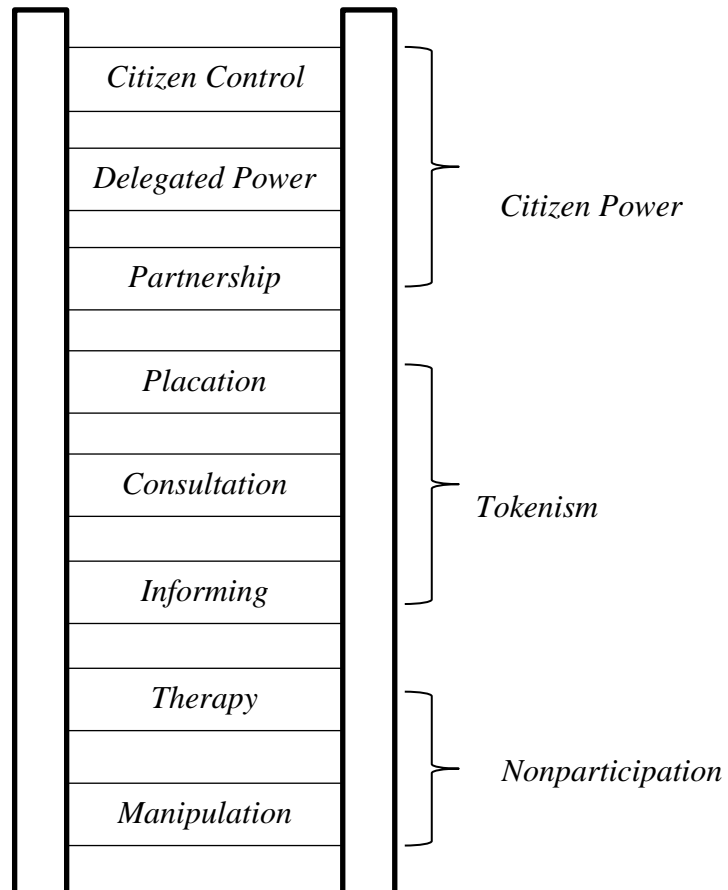 Citizen Control
Delegated Power
Citizen Power
Partnership
Placation
Consultation
Tokenism
Informing
Therapy
Nonparticipation
Manipulation